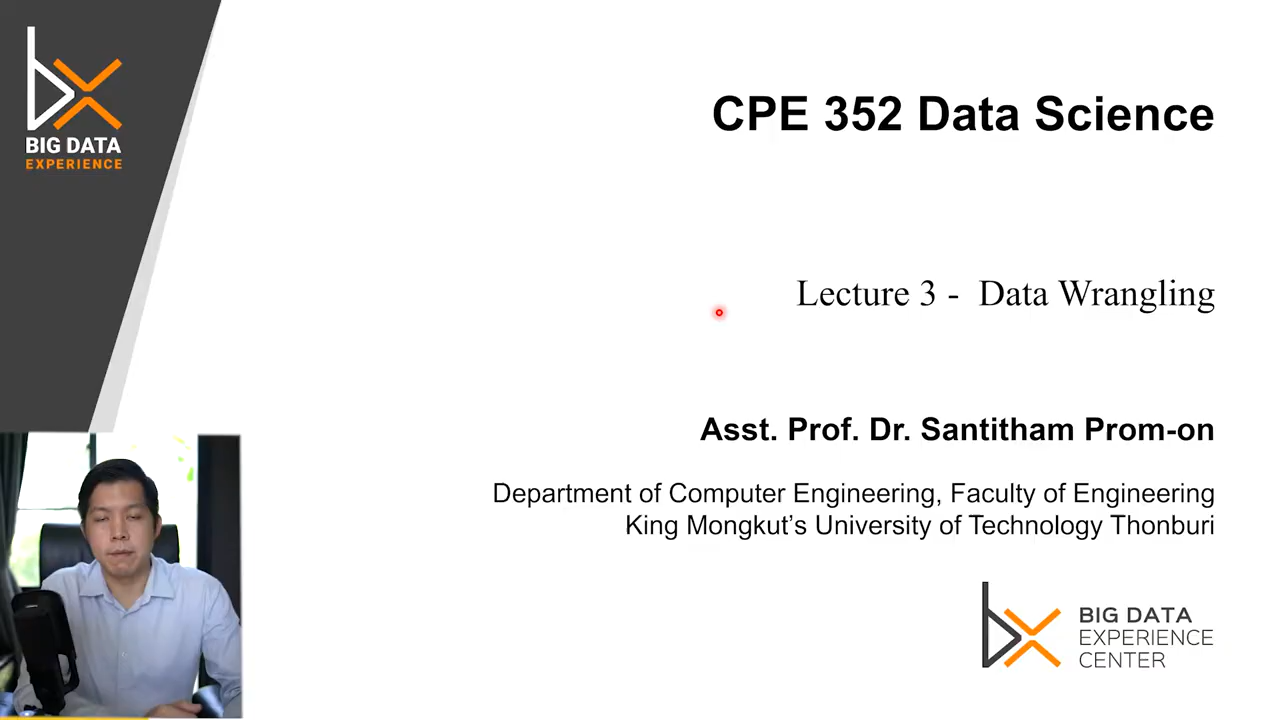 BIG DATA
EXPERIENCE
CPE 352 Data Science
Lecture 3 - Data Wrangling
Asst. Prof. Dr. Santitham Prom-on
Department of Computer Engineering, Faculty of Engineering
King Mongkut’s University of Technology Thonburi
BIG DATA
EXPERIENCE
CENTER